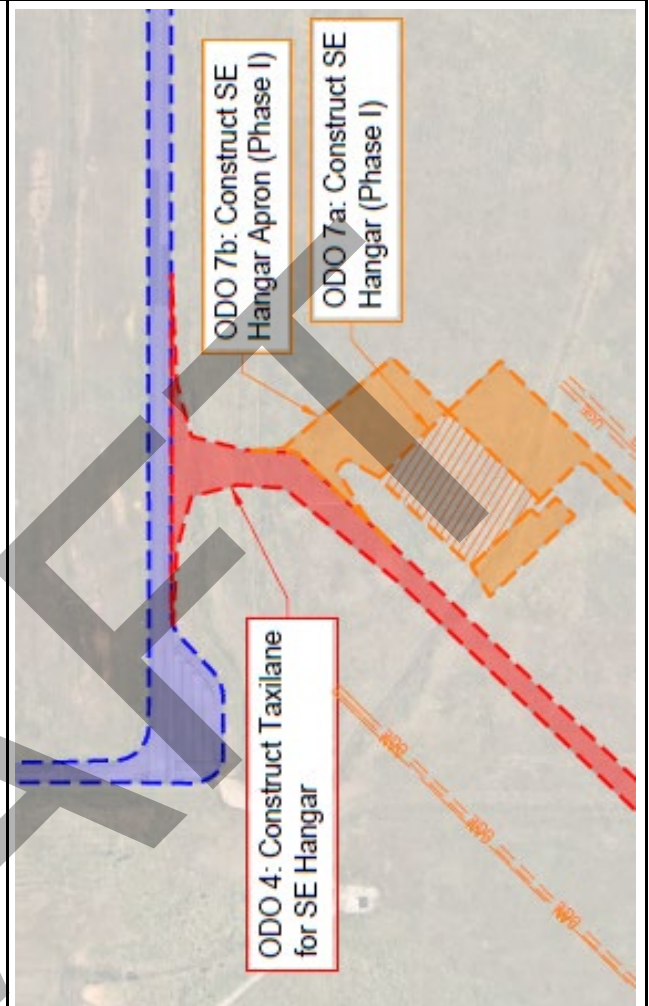 ODO 7b: Construct SE
Hangar Apron (Phase I)
ODO 7a: Construct SE
Hangar (Phase I)
ODO 4: Construct Taxilane
for SE Hangar
AFT